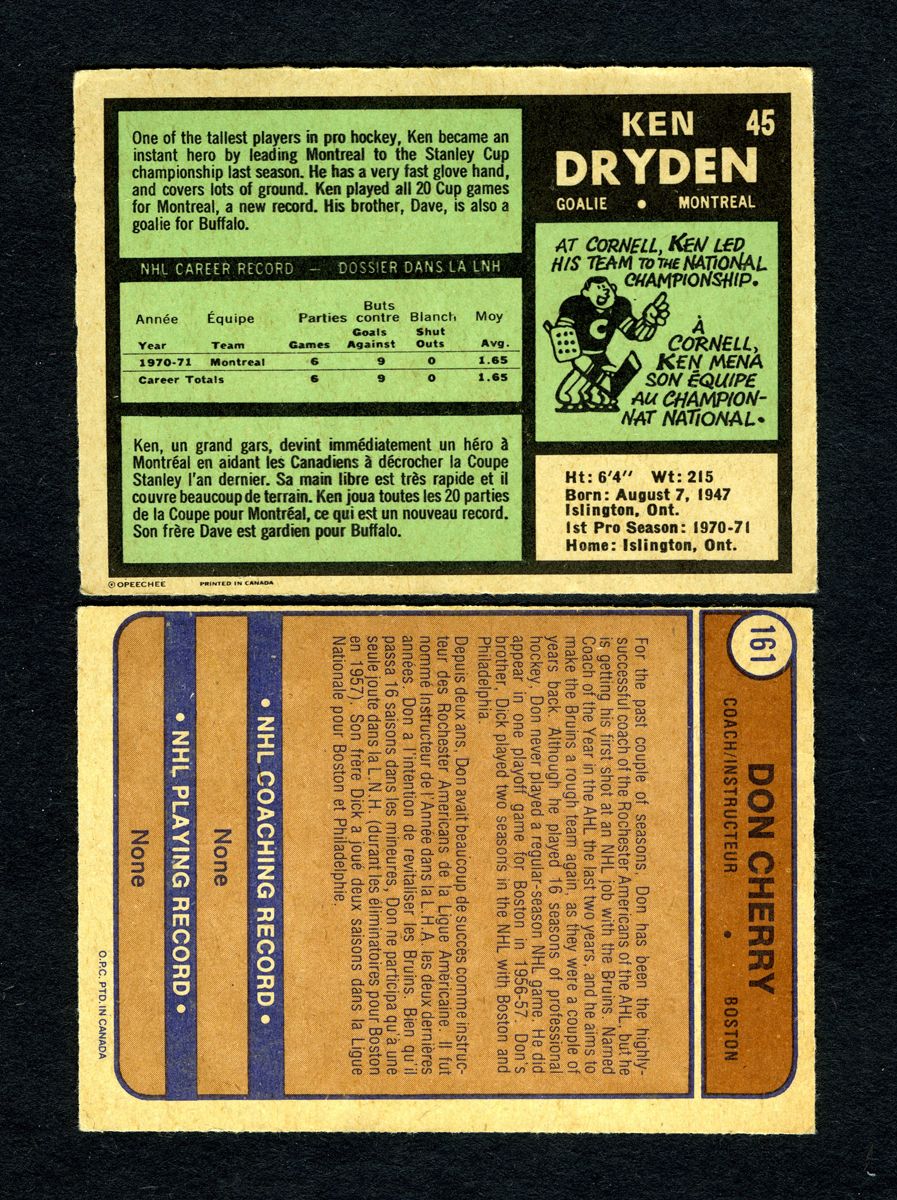 One of the tallest players in pro hockey, Ken became an
instant hero by leading Montreal to the Stanley Cup
championship last season. He has a very fast glove hand,
and covers lots of ground. Ken played all 20 Cup games
for Montreal, a new record. His brother, Dave, is also a
goalie for Buffalo.
NHL CAREER RECORD — DOSSIER DANS LA LNH
Année Équipe Parties Buts contre Blanch Moy
Year Team Games Goals Against Shut Outs Avg.
1970-71 Montreal 6 9 0 1.65
Career Totals 6 9 0 1.65
Ken, un grand gars, devint immédiatement un héro à
Montréal en aidant les Canadiens à décrocher la Coupe
Stanley l'an dernier. Sa main libre est très rapide et il
couvre beaucoup de terrain. Ken joua toutes les 20 parties
de la Coupe pour Montréal, ce qui est un nouveau record.
Son frère Dave est gardien pour Buffalo.
KEN 45
DRYDEN
GOALIE • MONTREAL
AT CORNELL, KEN LED
HIS TEAM TO THE NATIONAL
CHAMPIONSHIP.
C
À
CORNELL,
KEN MENA
SON ÉQUIPE
AU CHAMPION-
NAT NATIONAL.
Ht: 6'4" Wt: 215
Born: August 7, 1947
Islington, Ont.
1st Pro Season: 1970-71
Home: Islington, Ont.
© OPEECHEE PRINTED IN CANADA
161
DON CHERRY
COACH/INSTRUCTEUR • BOSTON
For the past couple of seasons, Don has been the highly-
successful coach of the Rochester Americans of the AHL, but he
is getting his first shot at an NHL job with the Bruins. Named
Coach of the Year in the AHL the last two years, and he aims to
make the Bruins a rough team again, as they were a couple of
years back. Although he played 16 seasons of professional
hockey, Don never played a regular-season NHL game. He did
appear in one playoff game for Boston in 1956-57. Don's
brother, Dick played two seasons in the NHL with Boston and
Philadelphia.
Depuis deux ans, Don avait beaucoup de succes comme instruc-
teur des Rochester Americans de la Ligue Américaine. Il fut
nommé Instructeur de l'Année dans la L.H.A. les deux dernières
années. Don a l'intention de revitaliser les Bruins. Bien qu'il
passa 16 saisons dans les mineures, Don ne participa qu'à une
seule joute dans la L.N.H. (durant les éliminatoires pour Boston
en 1957). Son frère Dick a joué deux saisons dans la Ligue
Nationale pour Boston et Philadelphie.
• NHL COACHING RECORD •
None
• NHL PLAYING RECORD •
None
O.P.C. PTD. IN CANADA